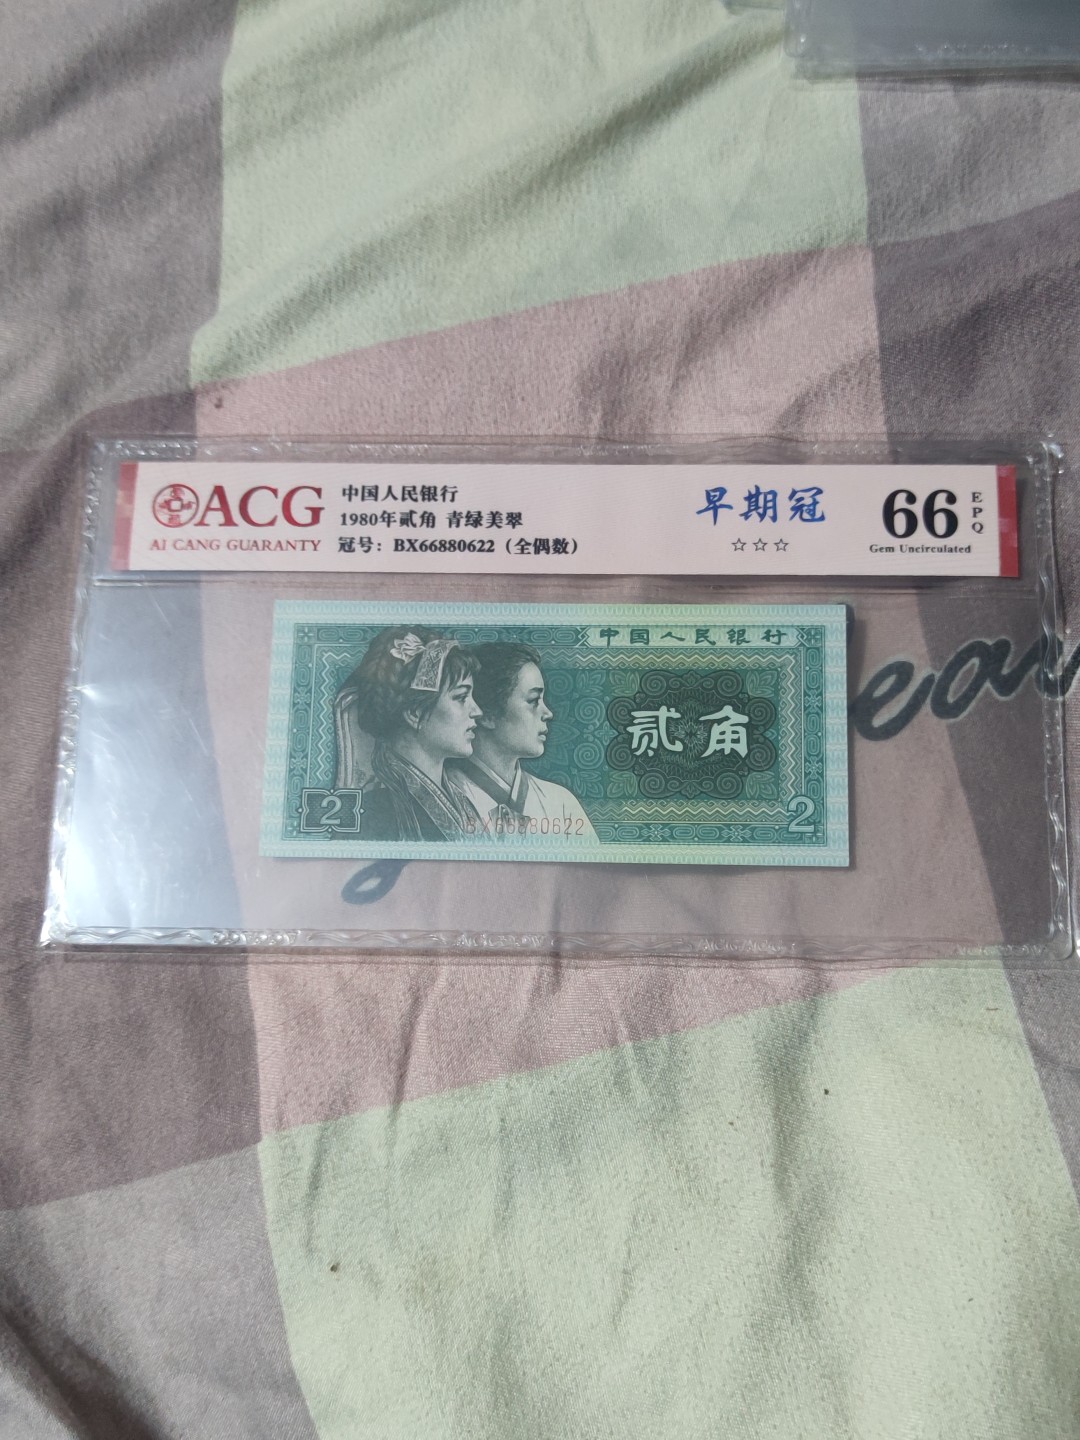 ACG
AI CANG GUARANTY
中国人民银行
1980年贰角 青绿美翠
冠号：BX66880622（全偶数）
早期冠
☆☆☆
66
EPQ
Gem Uncirculated
中国人民银行
贰角
2
BX66880622
2